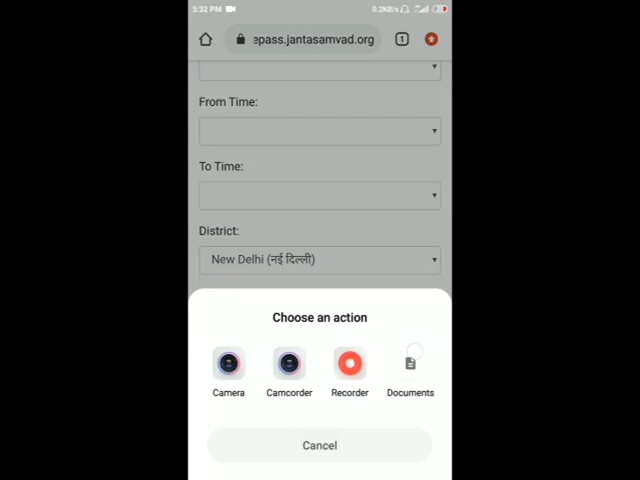 5:32 PM 0.2KB/s
epass.jantasamvad.org 1
From Time:
To Time:
District:
New Delhi (नई दिल्ली)
Choose an action
Camera Camcorder Recorder Documents
Cancel